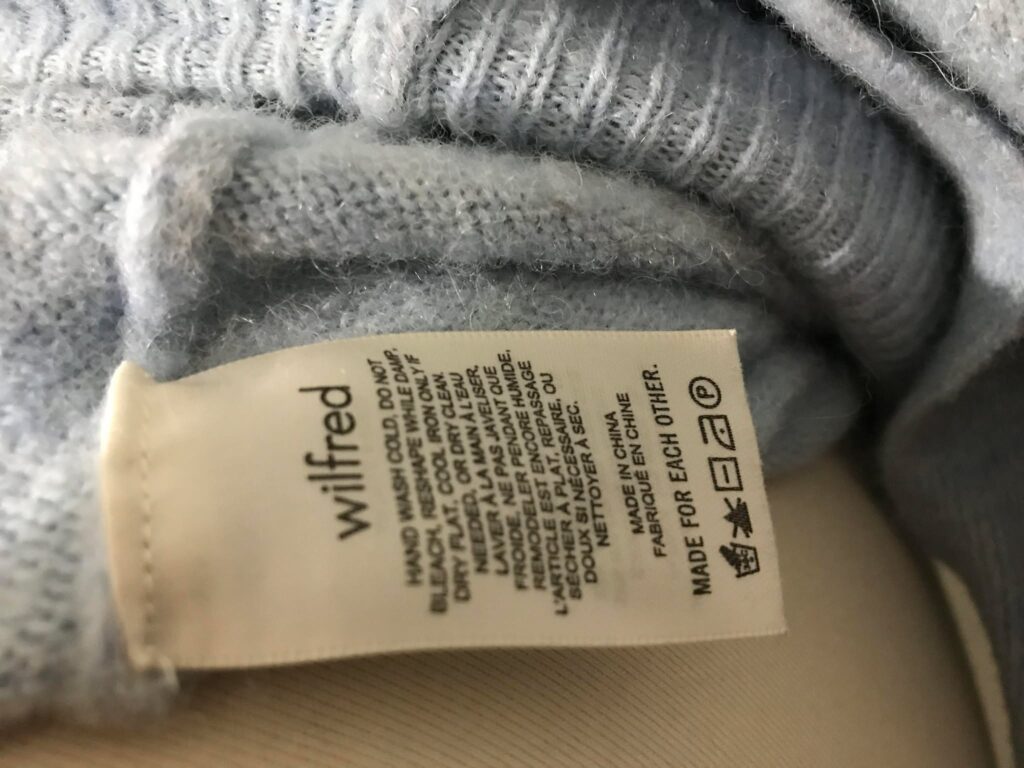 wilfred
HAND WASH COLD, DO NOT
BLEACH, RESHAPE WHILE DAMP,
DRY FLAT, COOL IRON ONLY IF
NEEDED, OR DRY CLEAN.
LAVER À LA MAIN À L'EAU
FROIDE, NE PAS JAVELLISER,
REMODELER PENDANT QUE
L'ARTICLE EST ENCORE HUMIDE,
SÉCHER À PLAT, REPASSAGE
DOUX SI NÉCESSAIRE, OU
NETTOYER À SEC.
MADE IN CHINA
FABRIQUÉ EN CHINE
MADE FOR EACH OTHER.
P